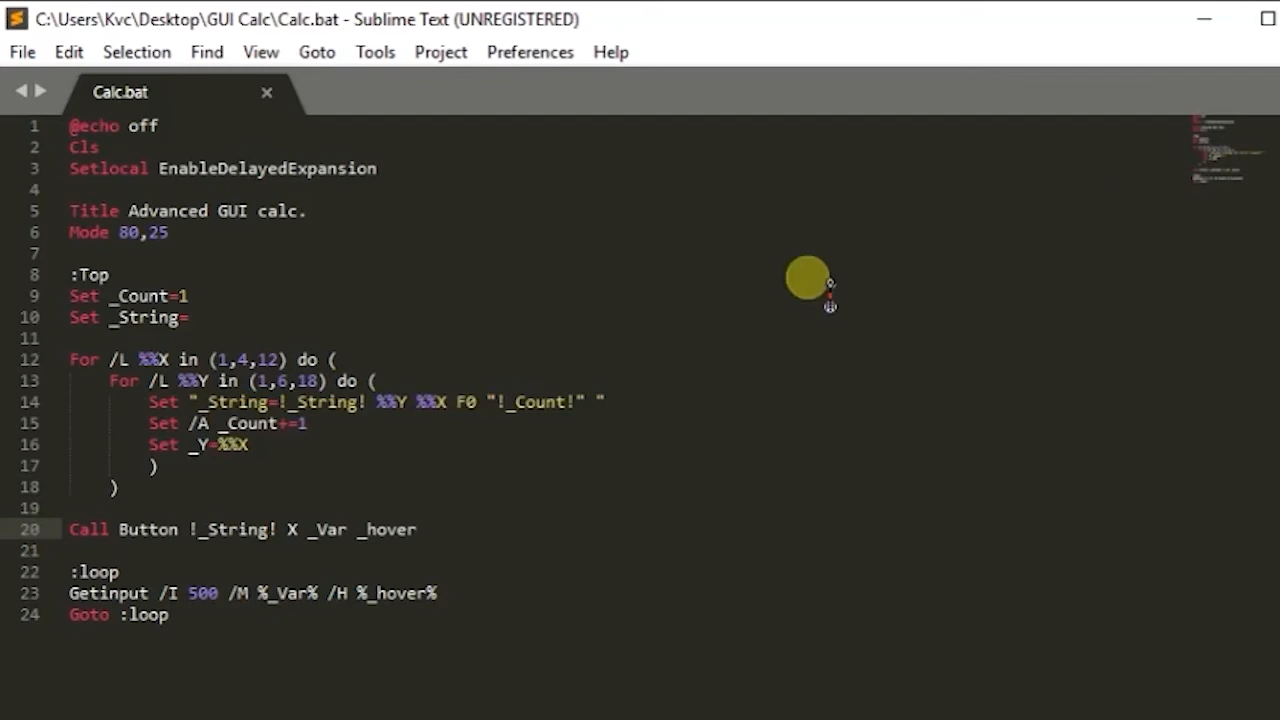 C:\Users\Kvc\Desktop\GUI Calc\Calc.bat - Sublime Text (UNREGISTERED)
File Edit Selection Find View Goto Tools Project Preferences Help
Calc.bat
1 @echo off
2 Cls
3 Setlocal EnableDelayedExpansion
4
5 Title Advanced GUI calc.
6 Mode 80,25
7
8 :Top
9 Set _Count=1
10 Set _String=
11
12 For /L %%X in (1,4,12) do (
13 For /L %%Y in (1,6,18) do (
14 Set "_String=!_String! %%Y %%X F0 "!_Count!" "
15 Set /A _Count+=1
16 Set _Y=%%X
17 )
18 )
19
20 Call Button !_String! X _Var _hover
21
22 :loop
23 Getinput /I 500 /M %_Var% /H %_hover%
24 Goto :loop